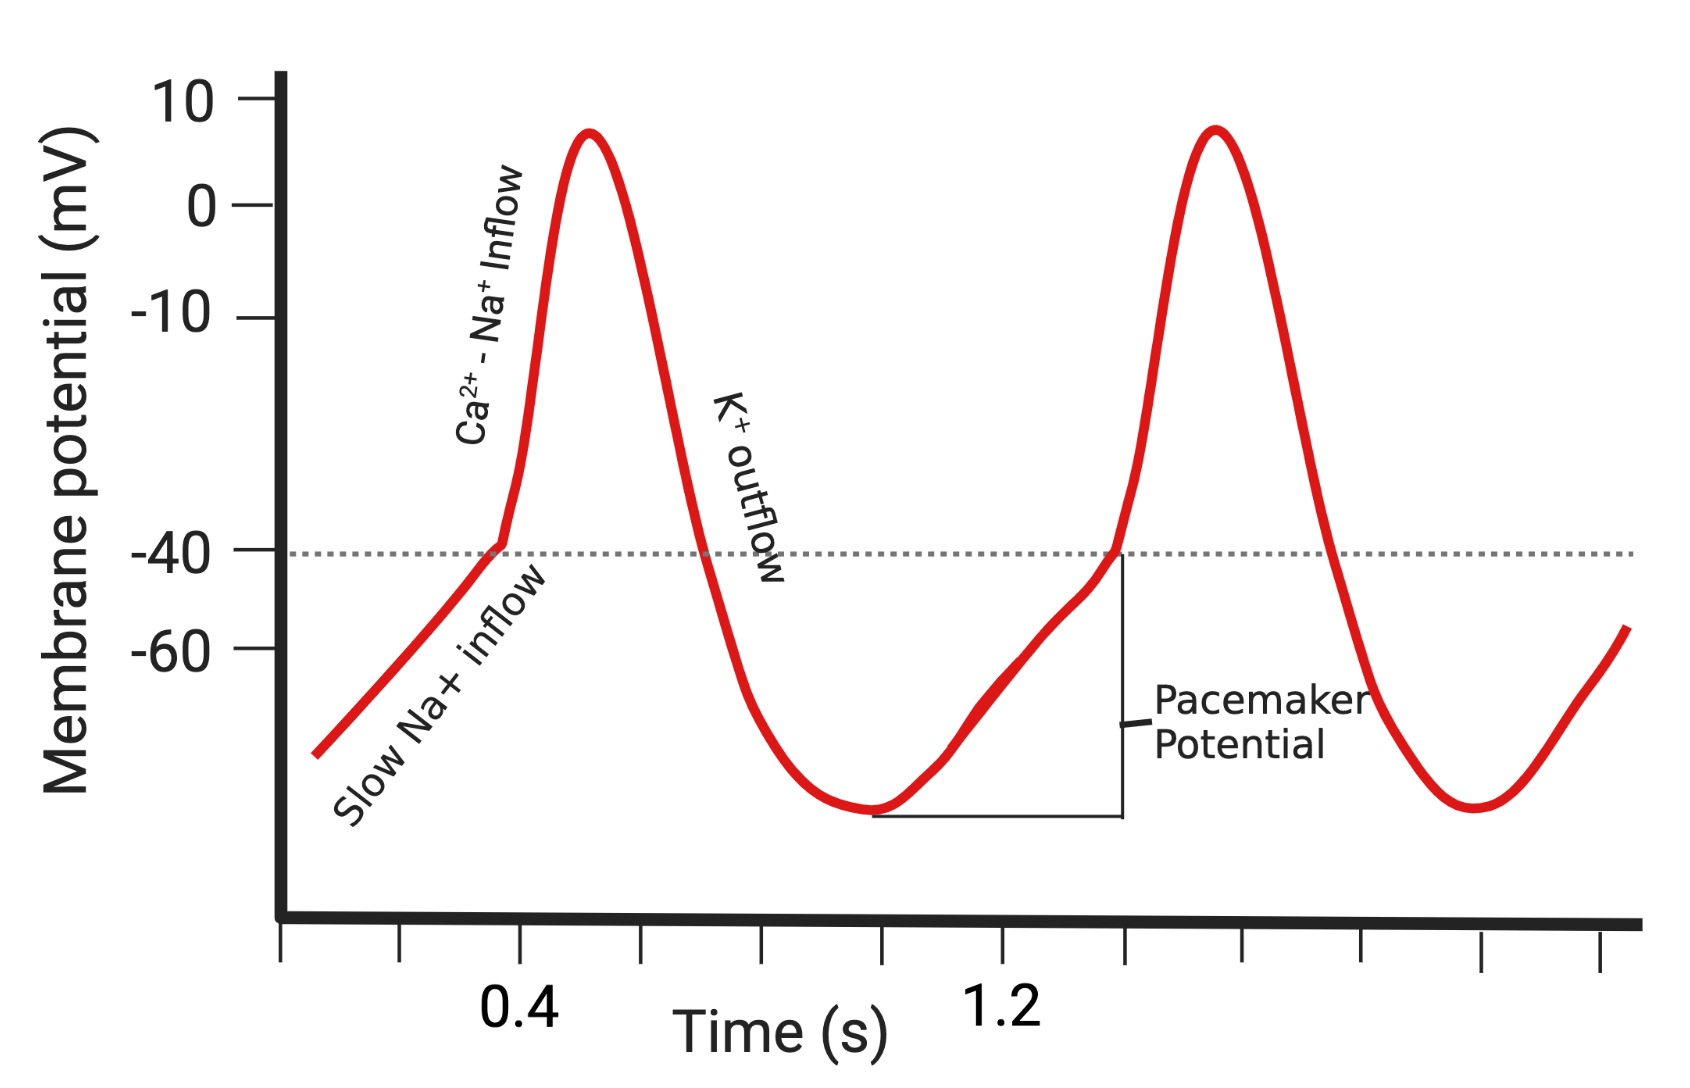 Membrane potential (mV)
10
0
-10
-40
-60
Ca²⁺ - Na⁺ Inflow
Slow Na+ inflow
K⁺ outflow
Pacemaker
Potential
0.4
1.2
Time (s)